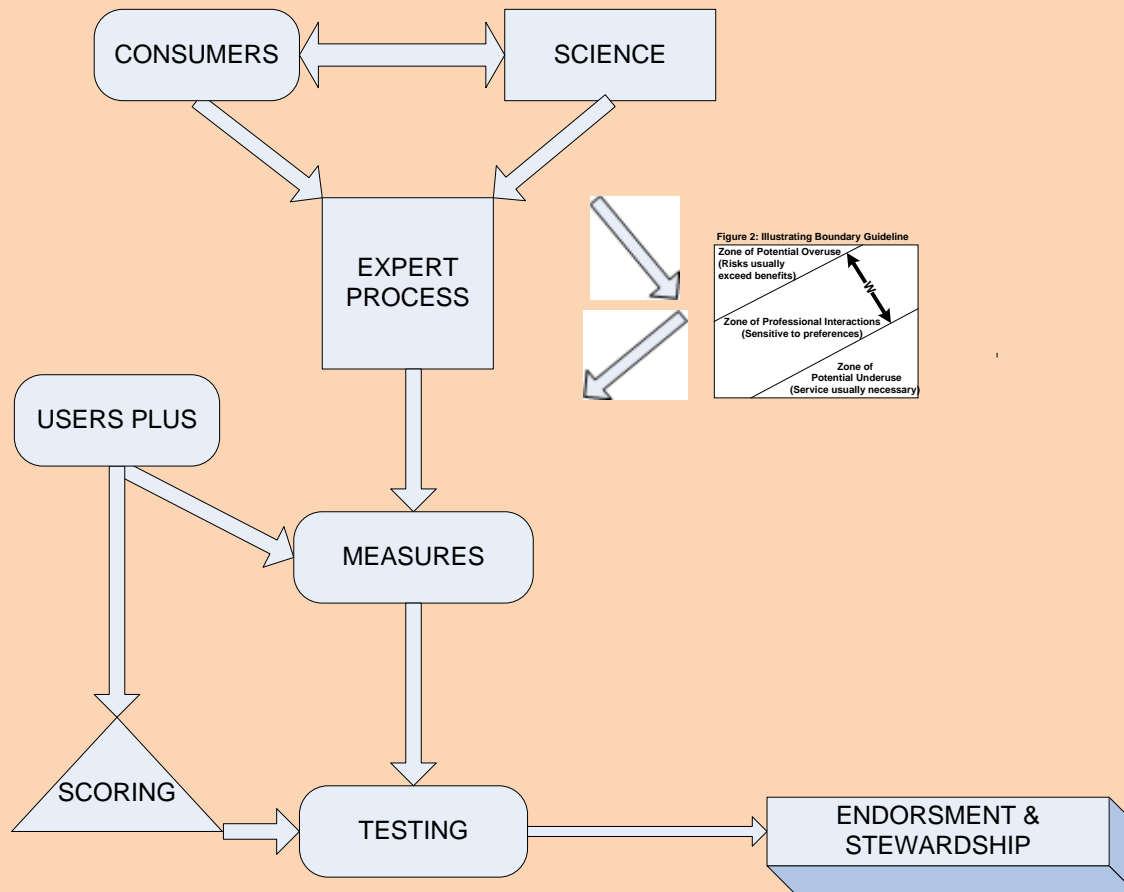 CONSUMERS
SCIENCE
EXPERT
PROCESS
Figure 2: Illustrating Boundary Guideline
Zone of Potential Overuse
(Risks usually
exceed benefits)
W
Zone of Professional Interactions
(Sensitive to preferences)
Zone of
Potential Underuse
(Service usually necessary)
USERS PLUS
MEASURES
SCORING
TESTING
ENDORSMENT &
STEWARDSHIP